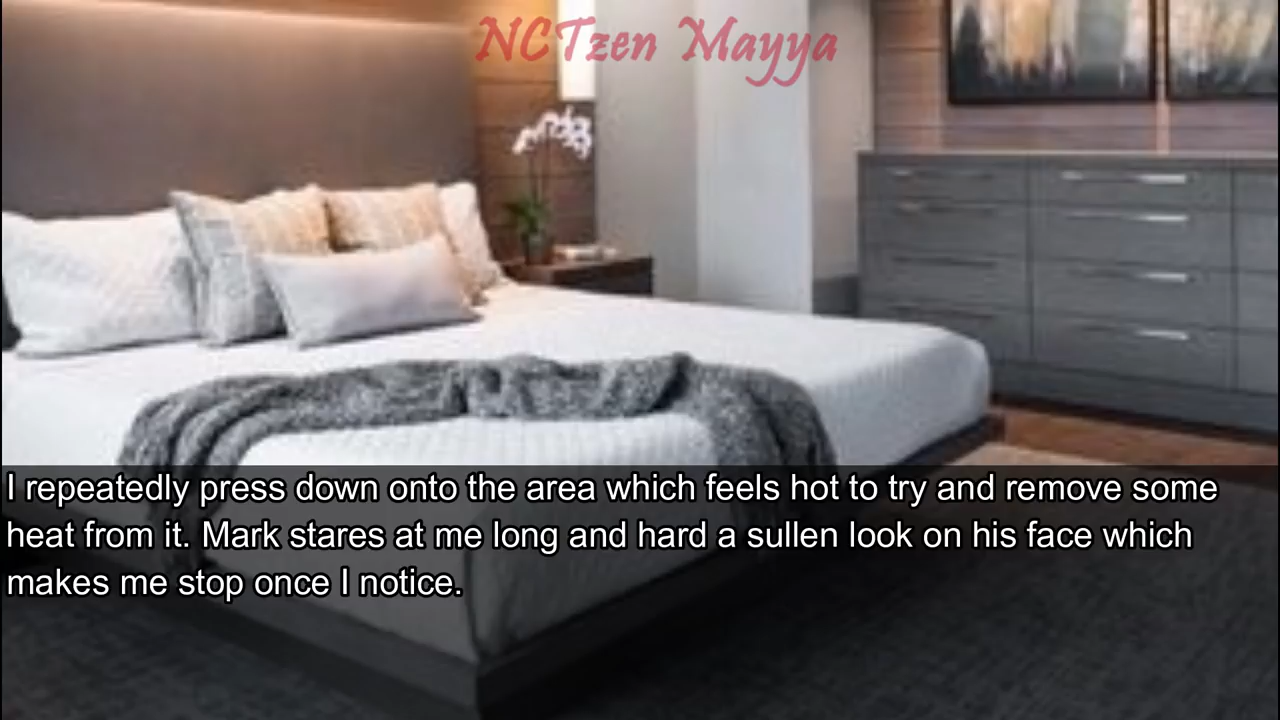 NCTzen Mayya
I repeatedly press down onto the area which feels hot to try and remove some
heat from it. Mark stares at me long and hard a sullen look on his face which
makes me stop once I notice.